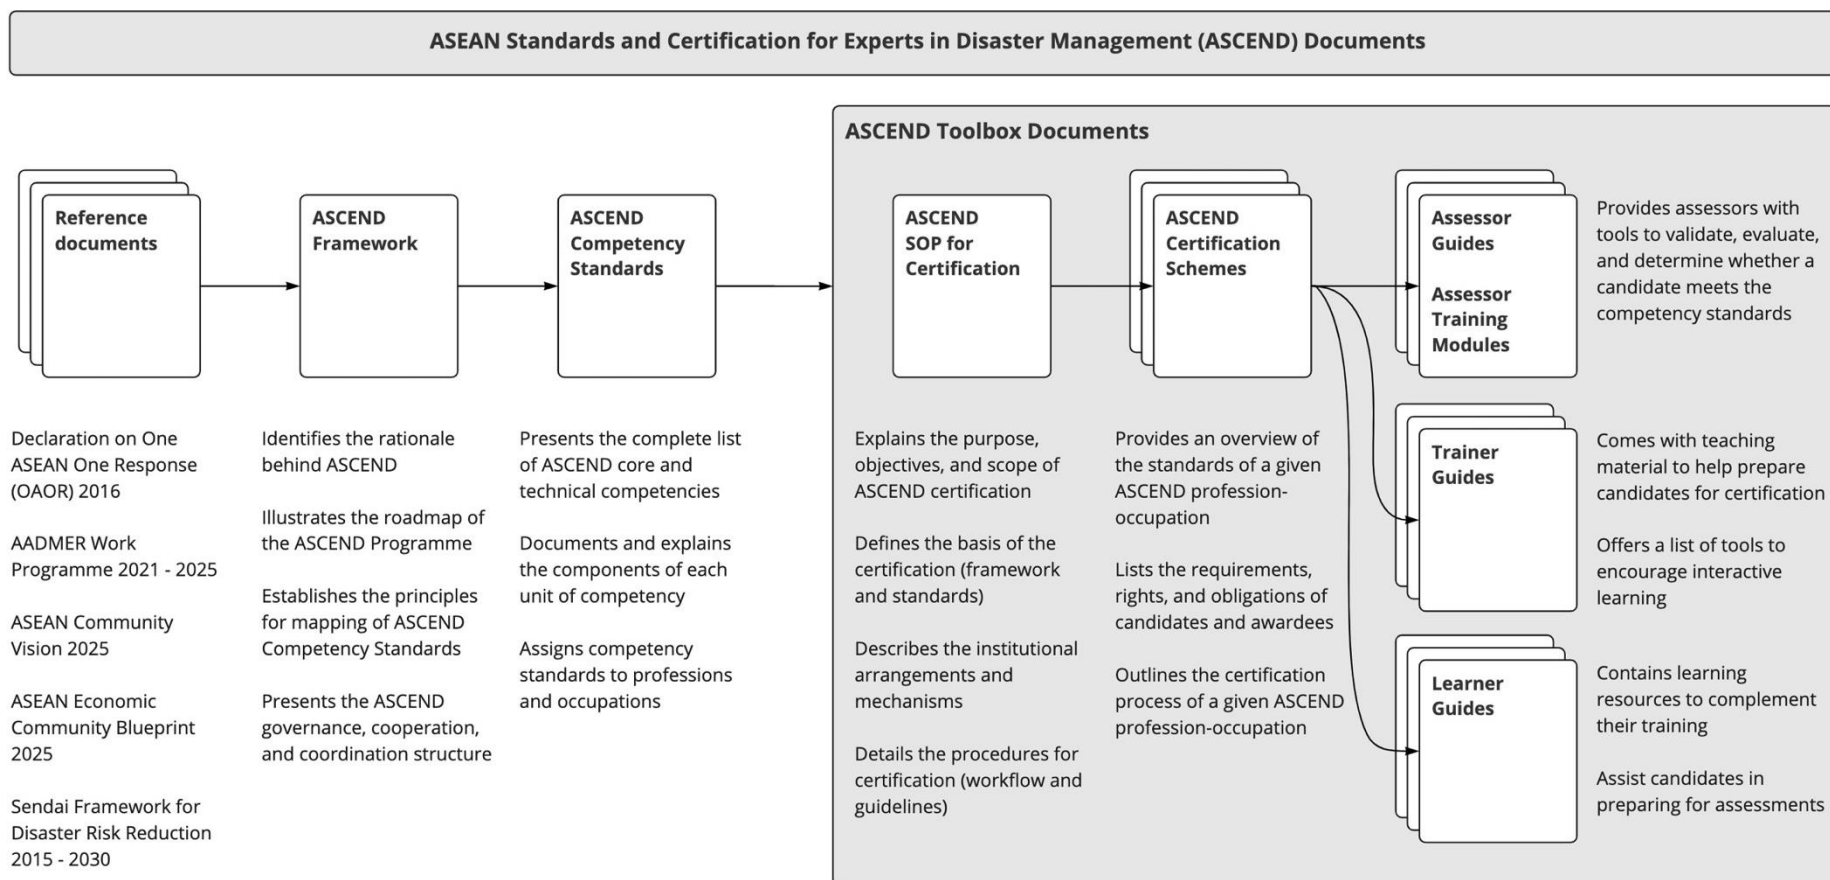 ASEAN Standards and Certification for Experts in Disaster Management (ASCEND) Documents
ASCEND Toolbox Documents
Reference
documents
ASCEND
Framework
ASCEND
Competency
Standards
ASCEND
SOP for
Certification
ASCEND
Certification
Schemes
Assessor
Guides
Assessor
Training
Modules
Provides assessors with
tools to validate, evaluate,
and determine whether a
candidate meets the
competency standards
Trainer
Guides
Comes with teaching
material to help prepare
candidates for certification
Offers a list of tools to
encourage interactive
learning
Learner
Guides
Contains learning
resources to complement
their training
Assist candidates in
preparing for assessments
Declaration on One
ASEAN One Response
(OAOR) 2016
AADMER Work
Programme 2021 - 2025
ASEAN Community
Vision 2025
ASEAN Economic
Community Blueprint
2025
Sendai Framework for
Disaster Risk Reduction
2015 - 2030
Identifies the rationale
behind ASCEND
Illustrates the roadmap of
the ASCEND Programme
Establishes the principles
for mapping of ASCEND
Competency Standards
Presents the ASCEND
governance, cooperation,
and coordination structure
Presents the complete list
of ASCEND core and
technical competencies
Documents and explains
the components of each
unit of competency
Assigns competency
standards to professions
and occupations
Explains the purpose,
objectives, and scope of
ASCEND certification
Defines the basis of the
certification (framework
and standards)
Describes the institutional
arrangements and
mechanisms
Details the procedures for
certification (workflow and
guidelines)
Provides an overview of
the standards of a given
ASCEND profession-
occupation
Lists the requirements,
rights, and obligations of
candidates and awardees
Outlines the certification
process of a given ASCEND
profession-occupation